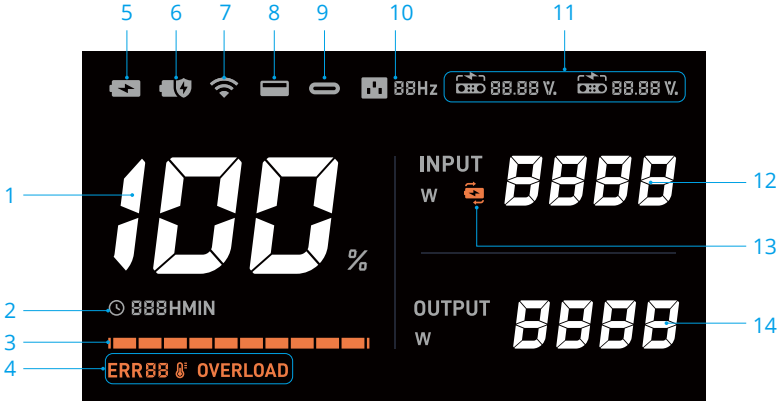 5 6 7 8 9 10 11
88Hz 88.88 V. 88.88 V.
1 100 %
INPUT 8888 12
W
13
2 888HMIN
OUTPUT 8888 14
W
3
4 ERR88 OVERLOAD